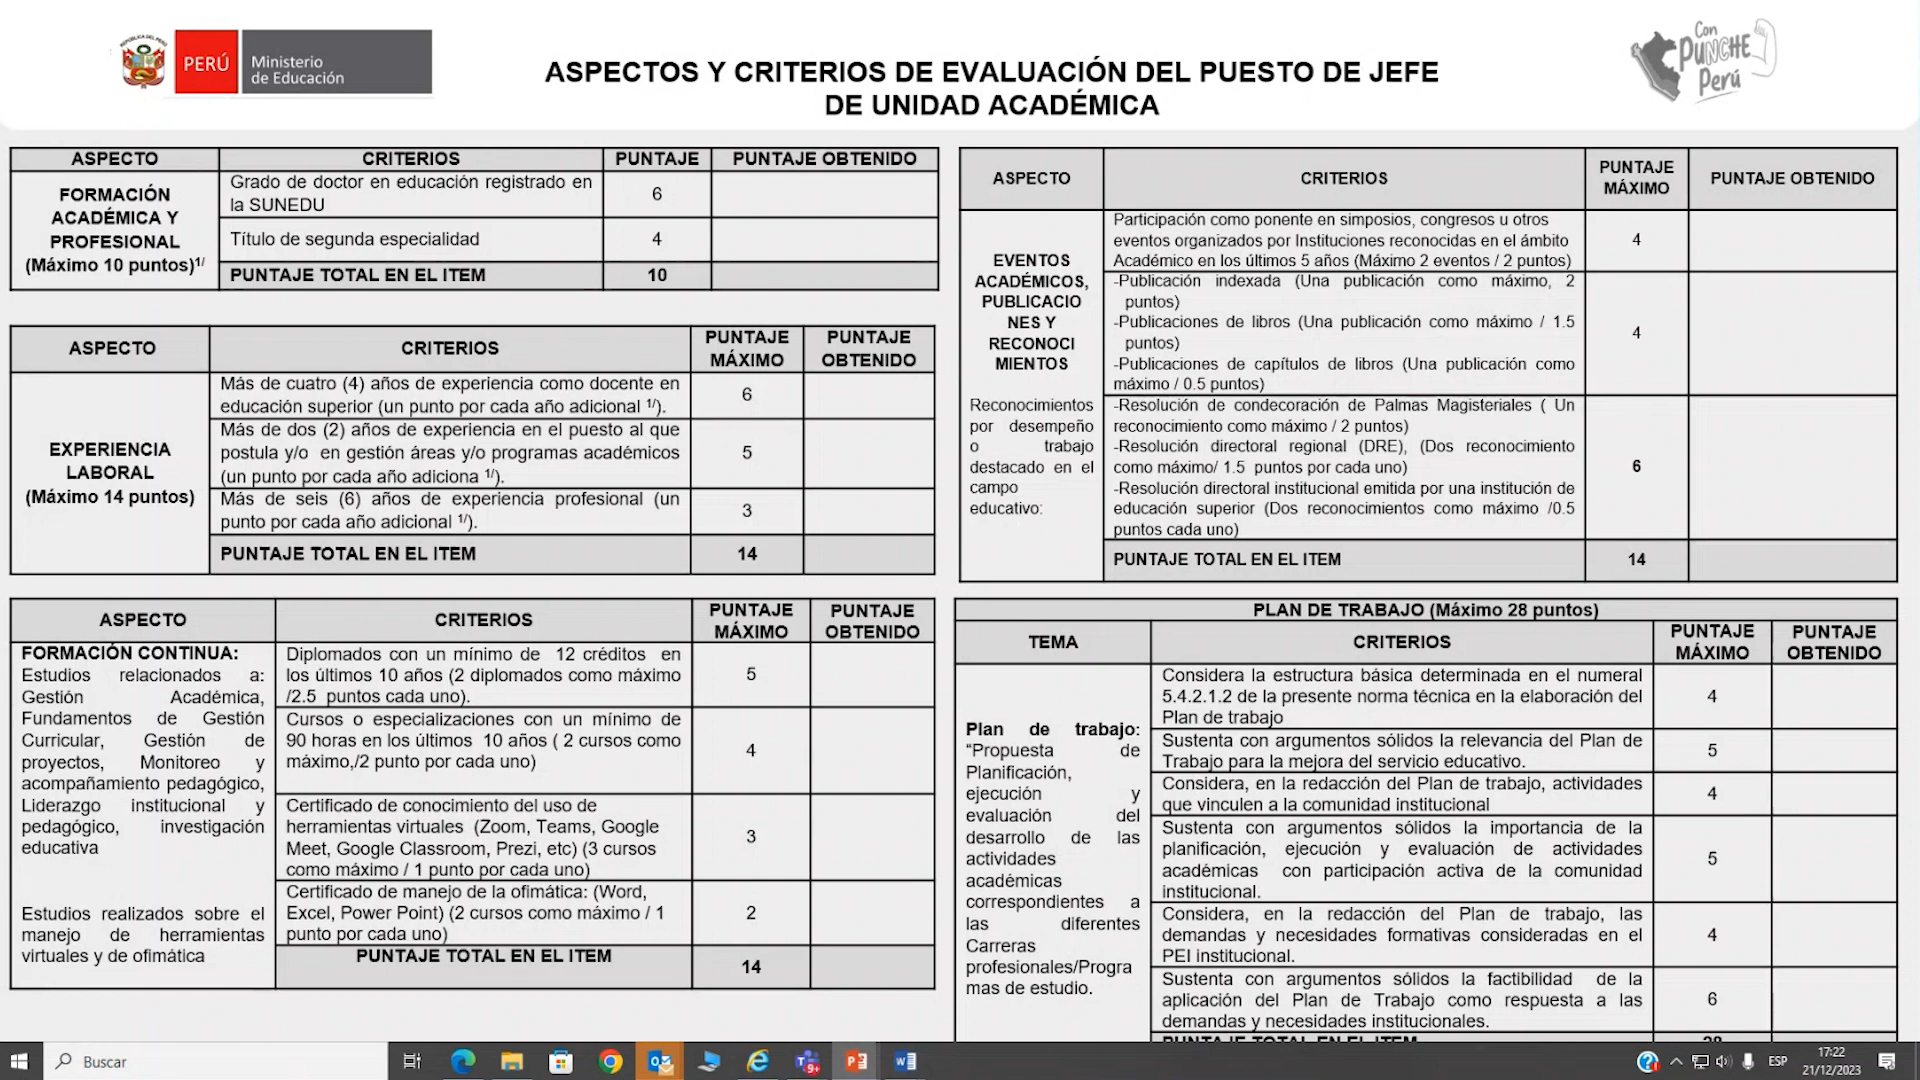 PERÚ
Ministerio
de Educación
ASPECTOS Y CRITERIOS DE EVALUACIÓN DEL PUESTO DE JEFE
DE UNIDAD ACADÉMICA
Con
PUNCHE
Perú
ASPECTO CRITERIOS PUNTAJE PUNTAJE OBTENIDO
FORMACIÓN
ACADÉMICA Y
PROFESIONAL
(Máximo 10 puntos)1/
Grado de doctor en educación registrado en
la SUNEDU
6
Título de segunda especialidad
4
PUNTAJE TOTAL EN EL ITEM 10
ASPECTO CRITERIOS PUNTAJE
MÁXIMO
PUNTAJE
OBTENIDO
EXPERIENCIA
LABORAL
(Máximo 14 puntos)
Más de cuatro (4) años de experiencia como docente en
educación superior (un punto por cada año adicional 1/).
6
Más de dos (2) años de experiencia en el puesto al que
postula y/o en gestión áreas y/o programas académicos
(un punto por cada año adiciona 1/).
5
Más de seis (6) años de experiencia profesional (un
punto por cada año adicional 1/).
3
PUNTAJE TOTAL EN EL ITEM 14
ASPECTO CRITERIOS PUNTAJE
MÁXIMO
PUNTAJE
OBTENIDO
FORMACIÓN CONTINUA:
Estudios relacionados a:
Gestión Académica,
Fundamentos de Gestión
Curricular, Gestión de
proyectos, Monitoreo y
acompañamiento pedagógico,
Liderazgo institucional y
pedagógico, investigación
educativa
Estudios realizados sobre el
manejo de herramientas
virtuales y de ofimática
Diplomados con un mínimo de 12 créditos en
los últimos 10 años (2 diplomados como máximo
/2.5 puntos cada uno).
5
Cursos o especializaciones con un mínimo de
90 horas en los últimos 10 años ( 2 cursos como
máximo,/2 punto por cada uno)
4
Certificado de conocimiento del uso de
herramientas virtuales (Zoom, Teams, Google
Meet, Google Classroom, Prezi, etc) (3 cursos
como máximo / 1 punto por cada uno)
3
Certificado de manejo de la ofimática: (Word,
Excel, Power Point) (2 cursos como máximo / 1
punto por cada uno)
2
PUNTAJE TOTAL EN EL ITEM
14
ASPECTO CRITERIOS PUNTAJE
MÁXIMO
PUNTAJE OBTENIDO
EVENTOS
ACADÉMICOS,
PUBLICACIO
NES Y
RECONOCI
MIENTOS
Reconocimientos
por desempeño
o trabajo
destacado en el
campo
educativo:
Participación como ponente en simposios, congresos u otros
eventos organizados por Instituciones reconocidas en el ámbito
Académico en los últimos 5 años (Máximo 2 eventos / 2 puntos)
4
-Publicación indexada (Una publicación como máximo, 2
puntos)
-Publicaciones de libros (Una publicación como máximo / 1.5
puntos)
-Publicaciones de capítulos de libros (Una publicación como
máximo / 0.5 puntos)
4
-Resolución de condecoración de Palmas Magisteriales ( Un
reconocimiento como máximo / 2 puntos)
-Resolución directoral regional (DRE), (Dos reconocimiento
como máximo/ 1.5 puntos por cada uno)
-Resolución directoral institucional emitida por una institución de
educación superior (Dos reconocimientos como máximo /0.5
puntos cada uno)
6
PUNTAJE TOTAL EN EL ITEM 14
PLAN DE TRABAJO (Máximo 28 puntos)
TEMA CRITERIOS PUNTAJE
MÁXIMO
PUNTAJE
OBTENIDO
Plan de trabajo:
“Propuesta de
Planificación,
ejecución y
evaluación del
desarrollo de las
actividades
académicas
correspondientes a
las diferentes
Carreras
profesionales/Progra
mas de estudio.
Considera la estructura básica determinada en el numeral
5.4.2.1.2 de la presente norma técnica en la elaboración del
Plan de trabajo
4
Sustenta con argumentos sólidos la relevancia del Plan de
Trabajo para la mejora del servicio educativo.
5
Considera, en la redacción del Plan de trabajo, actividades
que vinculen a la comunidad institucional
4
Sustenta con argumentos sólidos la importancia de la
planificación, ejecución y evaluación de actividades
académicas con participación activa de la comunidad
institucional.
5
Considera, en la redacción del Plan de trabajo, las
demandas y necesidades formativas consideradas en el
PEI institucional.
4
Sustenta con argumentos sólidos la factibilidad de la
aplicación del Plan de Trabajo como respuesta a las
demandas y necesidades institucionales.
6
PUNTAJE TOTAL EN EL ITEM 28
Buscar
9+
ESP
17:22
21/12/2023